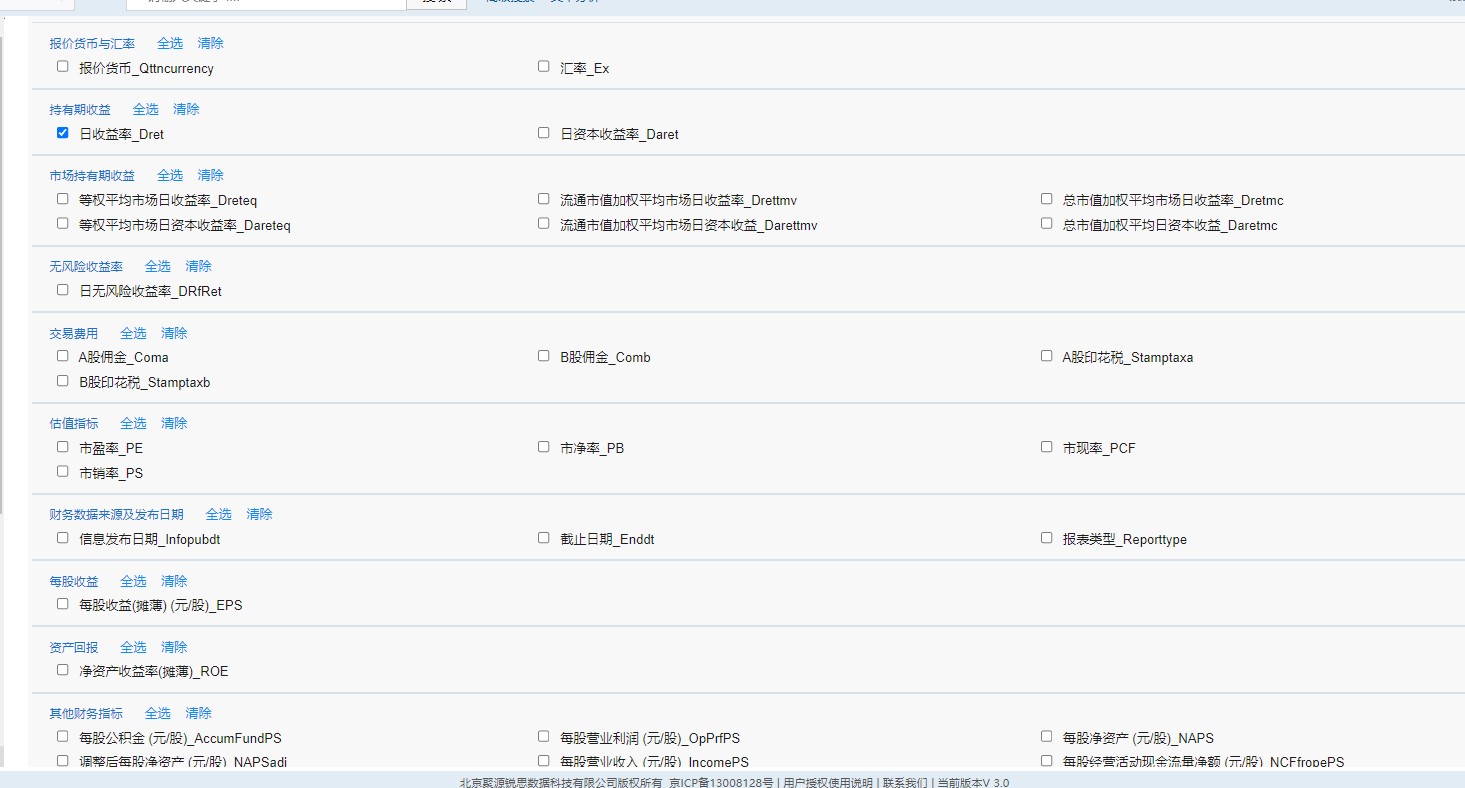 报价货币与汇率 全选 清除
报价货币_Qttncurrency 汇率_Ex
持有期收益 全选 清除
日收益率_Dret 日资本收益率_Daret
市场持有期收益 全选 清除
等权平均市场日收益率_Dreteq 流通市值加权平均市场日收益率_Drettmv 总市值加权平均市场日收益率_Dretmc
等权平均市场日资本收益率_Dareteq 流通市值加权平均市场日资本收益_Darettmv 总市值加权平均日资本收益_Daretmc
无风险收益率 全选 清除
日无风险收益率_DRfRet
交易费用 全选 清除
A股佣金_Coma B股佣金_Comb A股印花税_Stamptaxa
B股印花税_Stamptaxb
估值指标 全选 清除
市盈率_PE 市净率_PB 市现率_PCF
市销率_PS
财务数据来源及发布日期 全选 清除
信息发布日期_Infopubdt 截止日期_Enddt 报表类型_Reporttype
每股收益 全选 清除
每股收益(摊薄) (元/股)_EPS
资产回报 全选 清除
净资产收益率(摊薄)_ROE
其他财务指标 全选 清除
每股公积金 (元/股)_AccumFundPS 每股营业利润 (元/股)_OpPrfPS 每股净资产 (元/股)_NAPS
调整后每股净资产 (元/股)_NAPSadj 每股营业收入 (元/股)_IncomePS 每股经营活动现金流量净额 (元/股)_NCFfropePS
北京聚源锐思数据科技有限公司版权所有 京ICP备13008128号 | 用户授权使用说明 | 联系我们 | 当前版本V 3.0